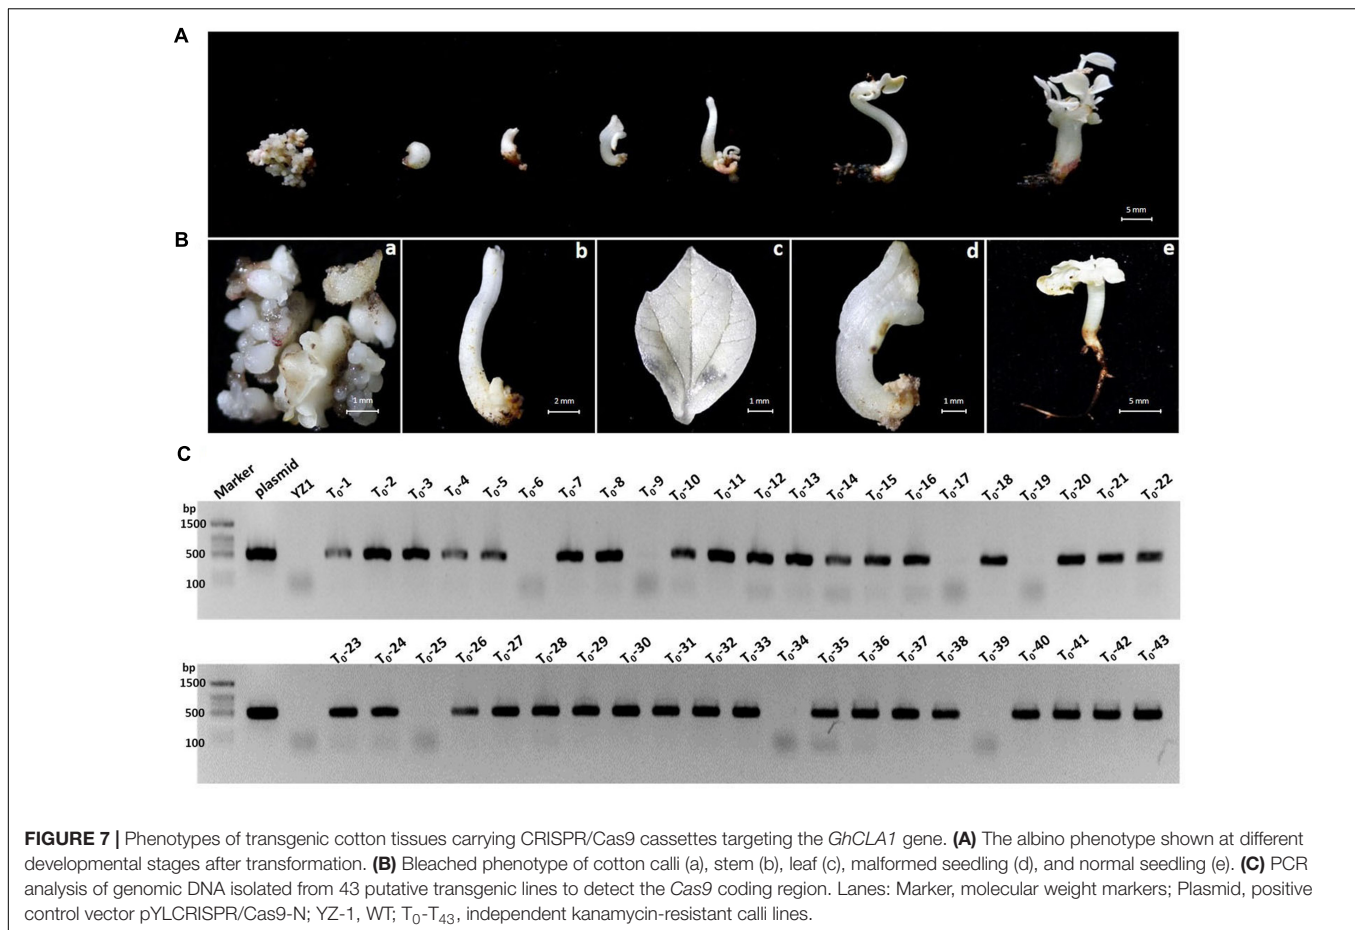 A
5 mm
B
a
b
c
d
e
1 mm
2 mm
1 mm
1 mm
5 mm
C
Marker plasmid YZ1 T0-1 T0-2 T0-3 T0-4 T0-5 T0-6 T0-7 T0-8 T0-9 T0-10 T0-11 T0-12 T0-13 T0-14 T0-15 T0-16 T0-17 T0-18 T0-19 T0-20 T0-21 T0-22
bp
1500
500
100
T0-23 T0-24 T0-25 T0-26 T0-27 T0-28 T0-29 T0-30 T0-31 T0-32 T0-33 T0-34 T0-35 T0-36 T0-37 T0-38 T0-39 T0-40 T0-41 T0-42 T0-43
bp
1500
500
100
FIGURE 7 | Phenotypes of transgenic cotton tissues carrying CRISPR/Cas9 cassettes targeting the GhCLA1 gene. (A) The albino phenotype shown at different
developmental stages after transformation. (B) Bleached phenotype of cotton calli (a), stem (b), leaf (c), malformed seedling (d), and normal seedling (e). (C) PCR
analysis of genomic DNA isolated from 43 putative transgenic lines to detect the Cas9 coding region. Lanes: Marker, molecular weight markers; Plasmid, positive
control vector pYLCRISPR/Cas9-N; YZ-1, WT; T0-T43, independent kanamycin-resistant calli lines.